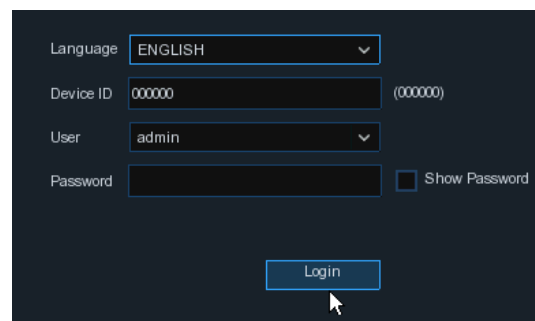 Language ENGLISH
Device ID 000000 (000000)
User admin
Password Show Password
Login